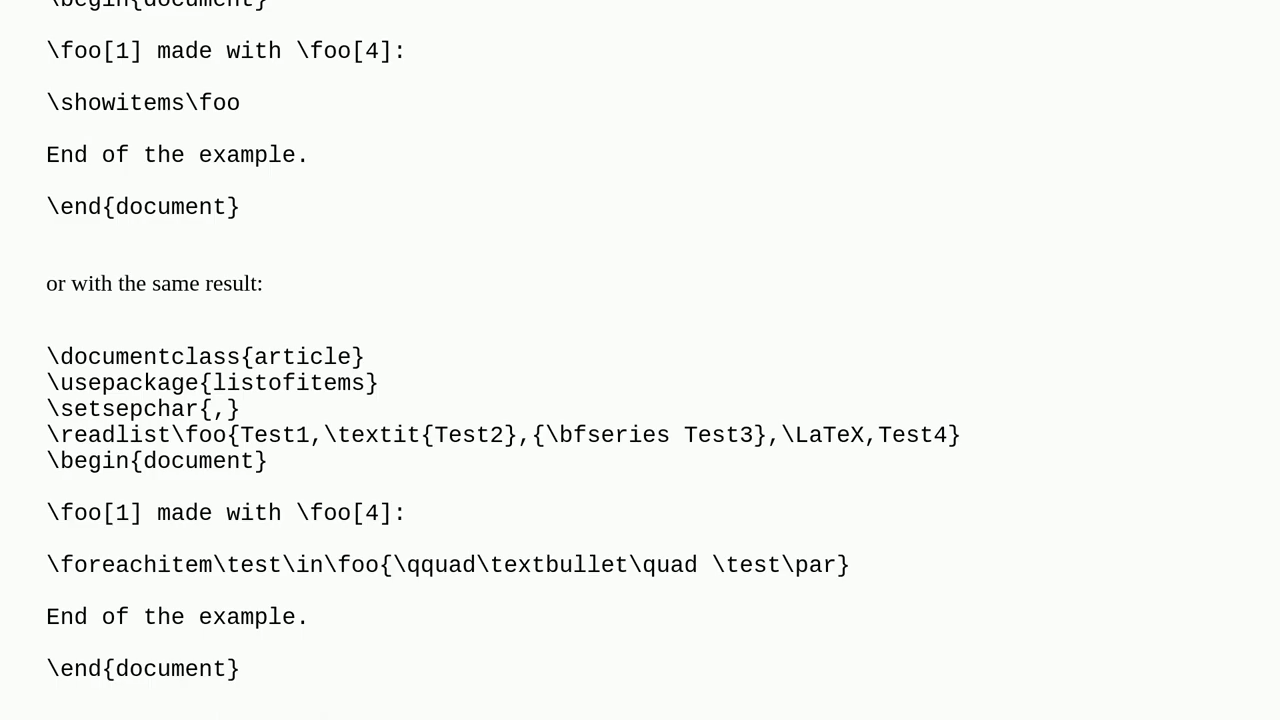 \begin{document}
\foo[1] made with \foo[4]:
\showitems\foo
End of the example.
\end{document}
or with the same result:
\documentclass{article}
\usepackage{listofitems}
\setsepchar{,}
\readlist\foo{Test1,\textit{Test2},{\bfseries Test3},\LaTeX,Test4}
\begin{document}
\foo[1] made with \foo[4]:
\foreachitem\test\in\foo{\qquad\textbullet\quad \test\par}
End of the example.
\end{document}